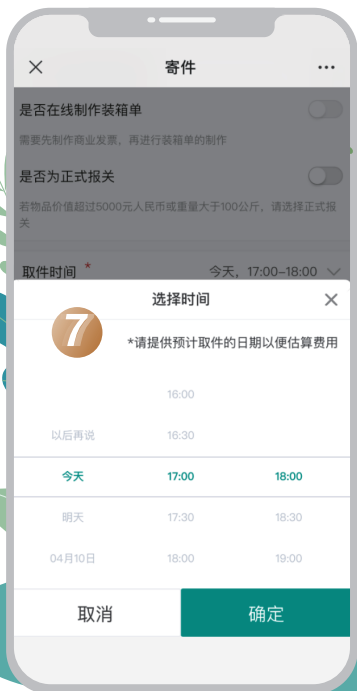 寄件
是否在线制作装箱单
需要先制作商业发票，再进行装箱单的制作
是否为正式报关
若物品价值超过5000元人民币或重量大于100公斤，请选择正式报
关
取件时间 * 今天，17:00-18:00
选择时间
7
*请提供预计取件的日期以便估算费用
16:00
以后再说 16:30
今天 17:00 18:00
明天 17:30 18:30
04月10日 18:00 19:00
取消 确定